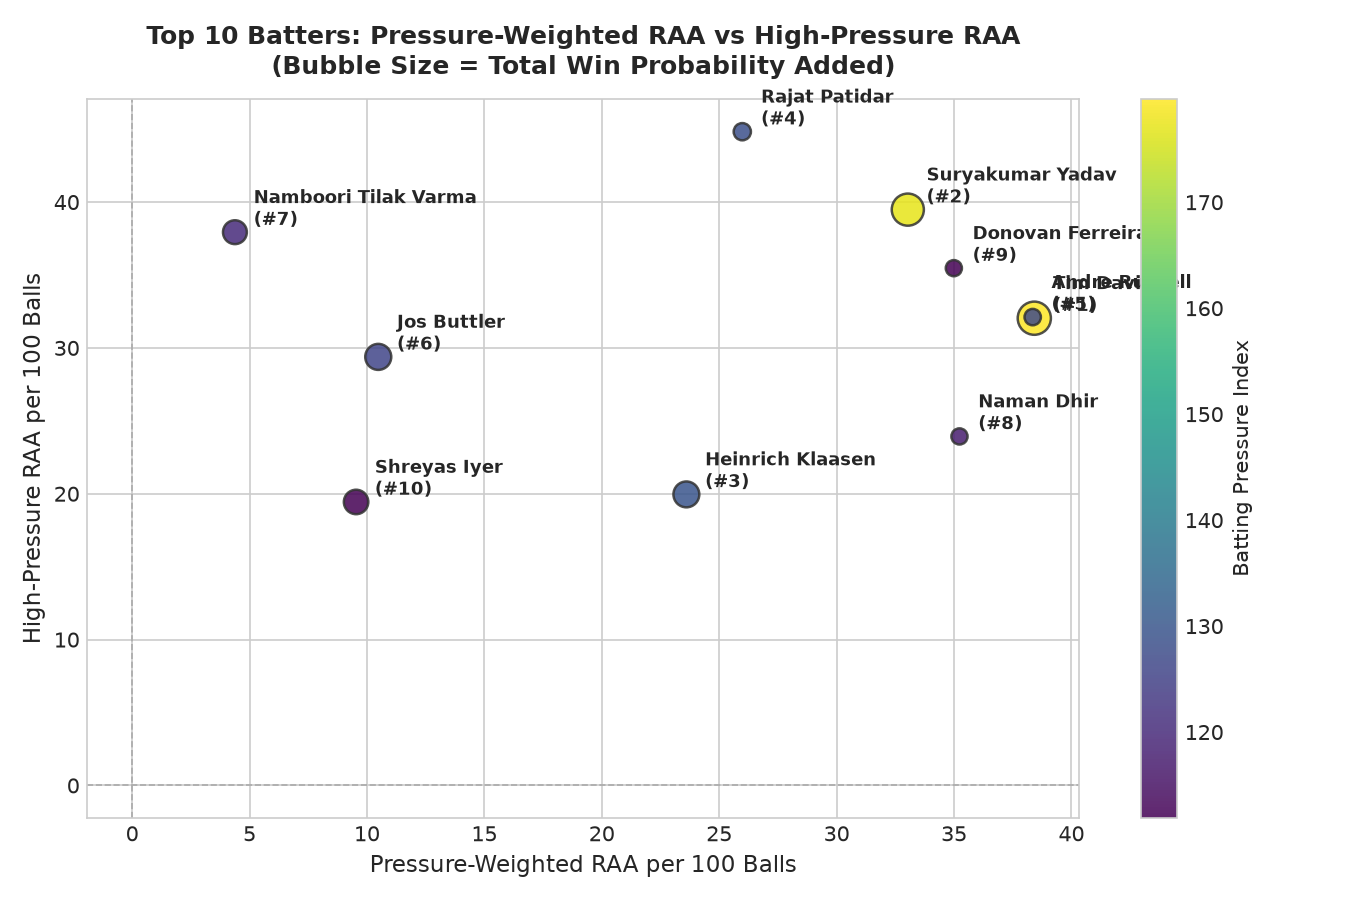 Top 10 Batters: Pressure-Weighted RAA vs High-Pressure RAA
(Bubble Size = Total Win Probability Added)
Rajat Patidar
(#4)
Suryakumar Yadav
(#2)
Namboori Tilak Varma
(#7)
Donovan Ferreira
(#9)
Jos Buttler
(#6)
Naman Dhir
(#8)
Heinrich Klaasen
(#3)
Shreyas Iyer
(#10)
40
30
20
10
0
High-Pressure RAA per 100 Balls
0
5
10
15
20
25
30
35
40
Pressure-Weighted RAA per 100 Balls
170
160
150
140
130
120
Batting Pressure Index